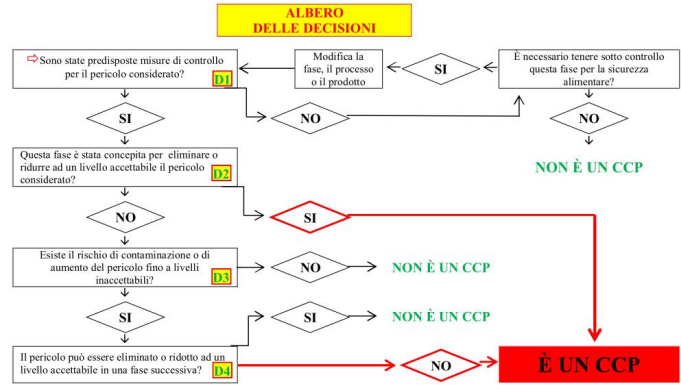 ALBERO
DELLE DECISIONI
⇨Sono state predisposte misure di controllo
per il pericolo considerato?
D1
Modifica la
fase, il processo
o il prodotto
SI
È necessario tenere sotto controllo
questa fase per la sicurezza
alimentare?
SI
NO
NO
NON È UN CCP
Questa fase è stata concepita per eliminare o
ridurre ad un livello accettabile il pericolo
considerato?
D2
NO
SI
Esiste il rischio di contaminazione o di
aumento del pericolo fino a livelli
inaccettabili?
D3
NO
NON È UN CCP
SI
SI
NON È UN CCP
Il pericolo può essere eliminato o ridotto ad un
livello accettabile in una fase successiva?
D4
NO
È UN CCP